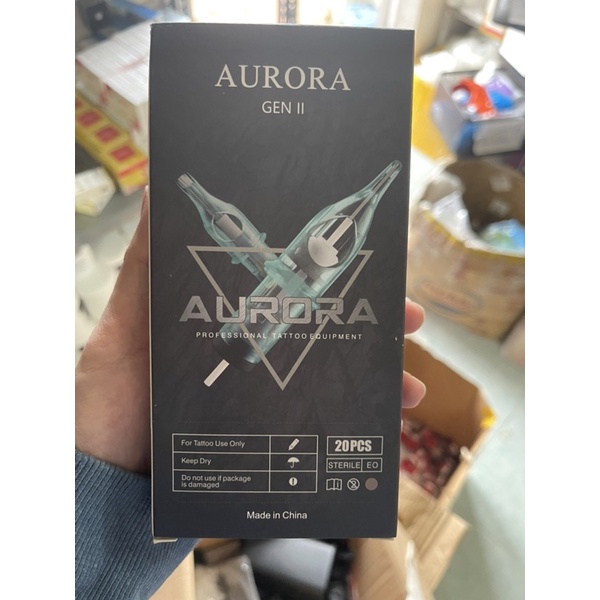 AURORA
GEN II
AURORA
PROFESSIONAL TATTOO EQUIPMENT
For Tattoo Use Only
20PCS
Keep Dry
STERILE EO
Do not use if package
is damaged
Made in China